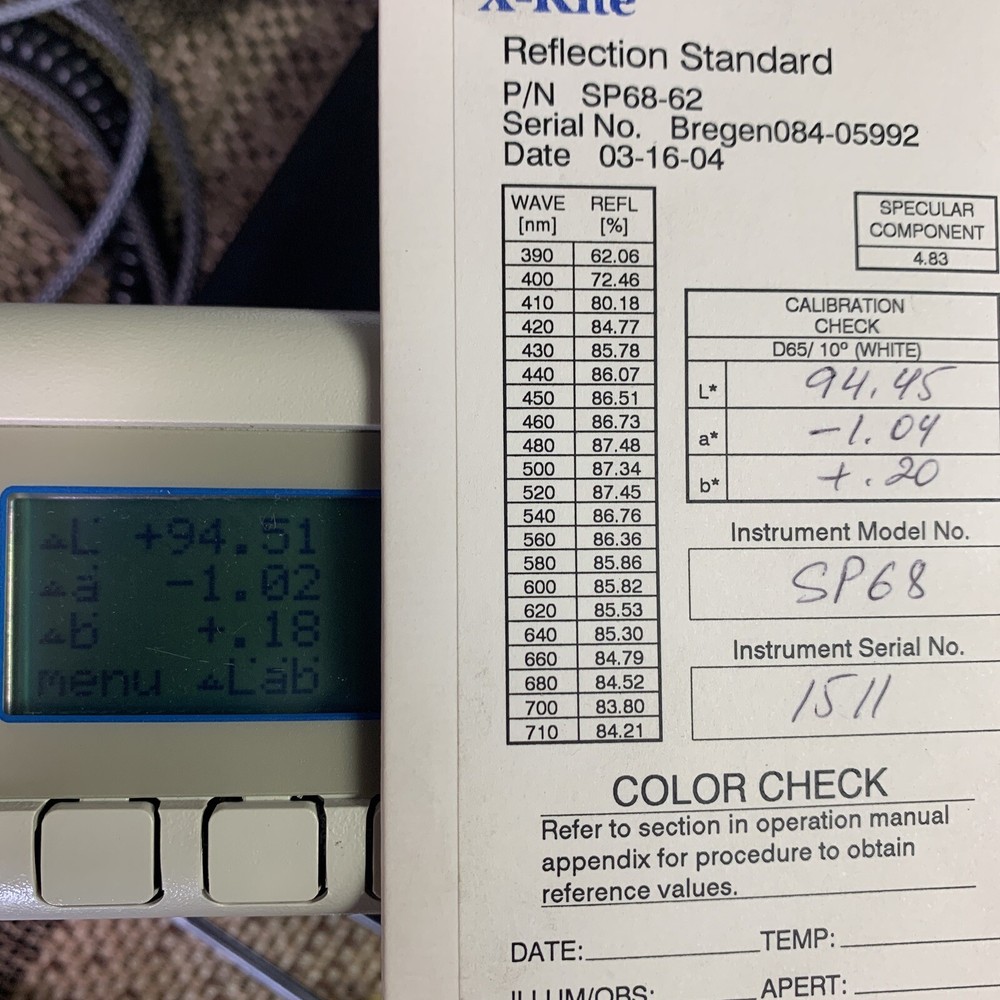 X-Rite
Reflection Standard
P/N SP68-62
Serial No. Bregen084-05992
Date 03-16-04
WAVE REFL
[nm] [%]
390 62.06
400 72.46
410 80.18
420 84.77
430 85.78
440 86.07
450 86.51
460 86.73
480 87.48
500 87.34
520 87.45
540 86.76
560 86.36
580 85.86
600 85.82
620 85.53
640 85.30
660 84.79
680 84.52
700 83.80
710 84.21
SPECULAR
COMPONENT
4.83
CALIBRATION
CHECK
D65/ 10° (WHITE)
L* 94.45
a* -1.04
b* +.20
Instrument Model No.
SP68
Instrument Serial No.
1511
COLOR CHECK
Refer to section in operation manual
appendix for procedure to obtain
reference values.
DATE: TEMP:
ILLUM/OBS: APERT:
▵L* +94.51
▵a* -1.02
▵b* +.18
menu ▵Lab